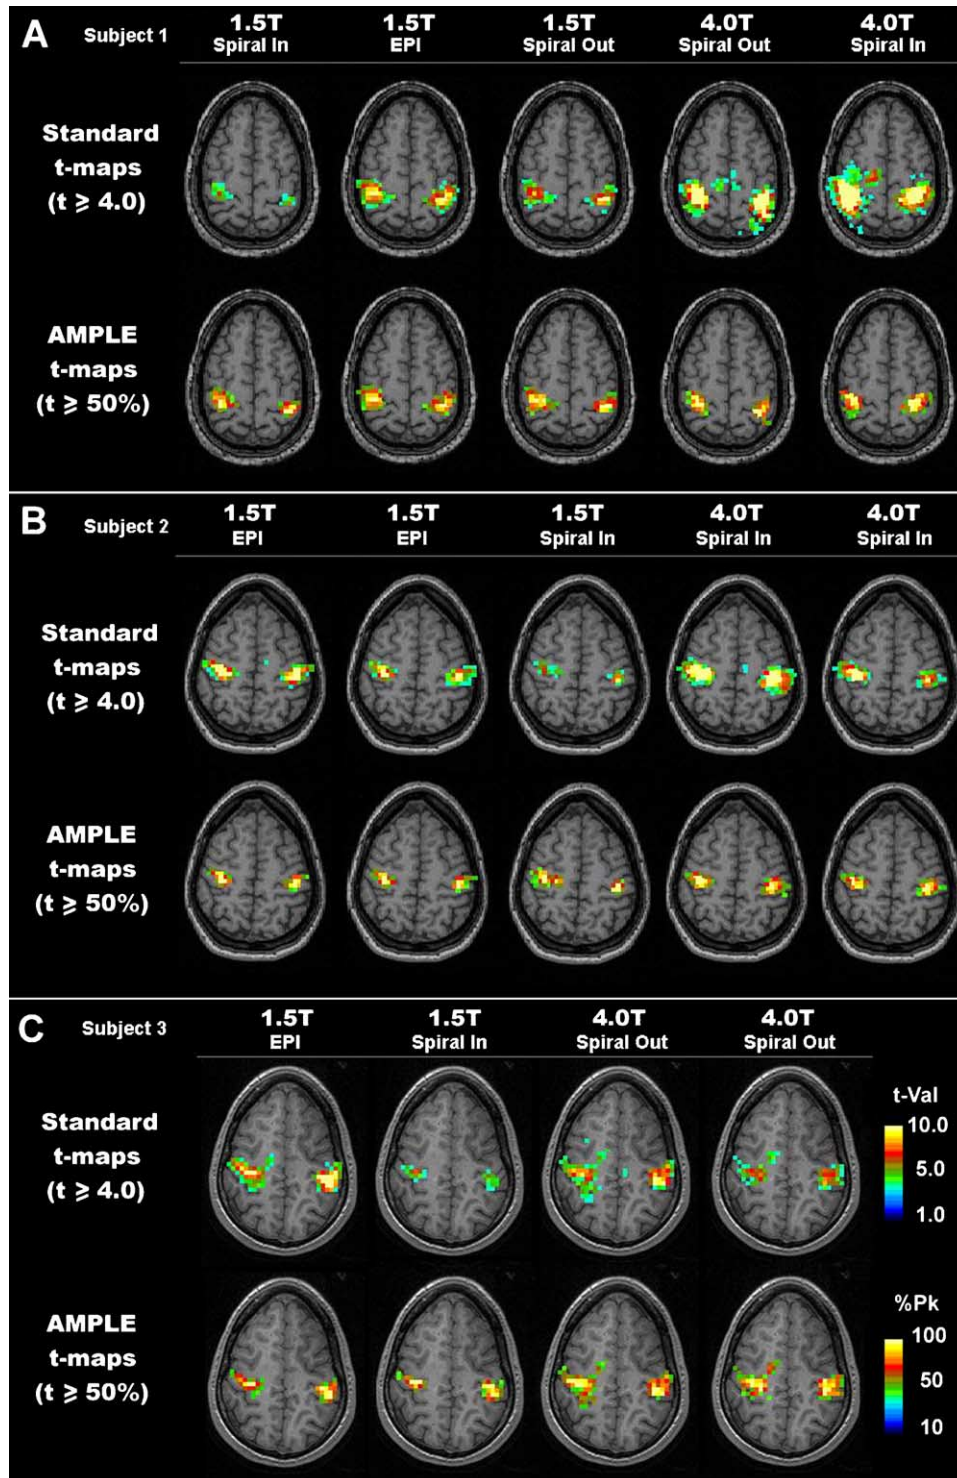 A Subject 1 1.5T 1.5T 1.5T 4.0T 4.0T
Spiral In EPI Spiral Out Spiral Out Spiral In
Standard
t-maps
(t ⩾ 4.0)
AMPLE
t-maps
(t ⩾ 50%)
B Subject 2 1.5T 1.5T 1.5T 4.0T 4.0T
EPI EPI Spiral In Spiral In Spiral In
Standard
t-maps
(t ⩾ 4.0)
AMPLE
t-maps
(t ⩾ 50%)
C Subject 3 1.5T 1.5T 4.0T 4.0T
EPI Spiral In Spiral Out Spiral Out
Standard
t-maps
(t ⩾ 4.0)
t-Val
10.0
5.0
1.0
AMPLE
t-maps
(t ⩾ 50%)
%Pk
100
50
10